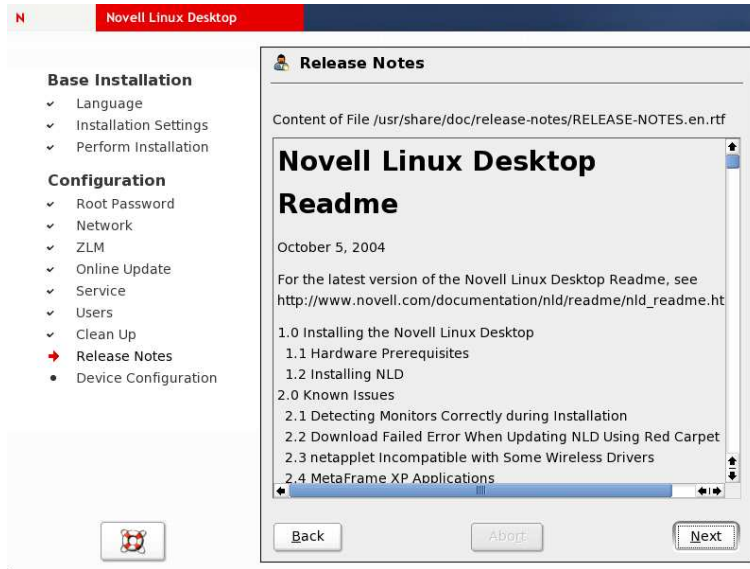 N
Novell Linux Desktop
Base Installation
Language
Installation Settings
Perform Installation
Configuration
Root Password
Network
ZLM
Online Update
Service
Users
Clean Up
Release Notes
Device Configuration
Release Notes
Content of File /usr/share/doc/release-notes/RELEASE-NOTES.en.rtf
Novell Linux Desktop
Readme
October 5, 2004
For the latest version of the Novell Linux Desktop Readme, see
http://www.novell.com/documentation/nld/readme/nld_readme.ht
1.0 Installing the Novell Linux Desktop
1.1 Hardware Prerequisites
1.2 Installing NLD
2.0 Known Issues
2.1 Detecting Monitors Correctly during Installation
2.2 Download Failed Error When Updating NLD Using Red Carpet
2.3 netapplet Incompatible with Some Wireless Drivers
2.4 MetaFrame XP Applications
Back
Abort
Next